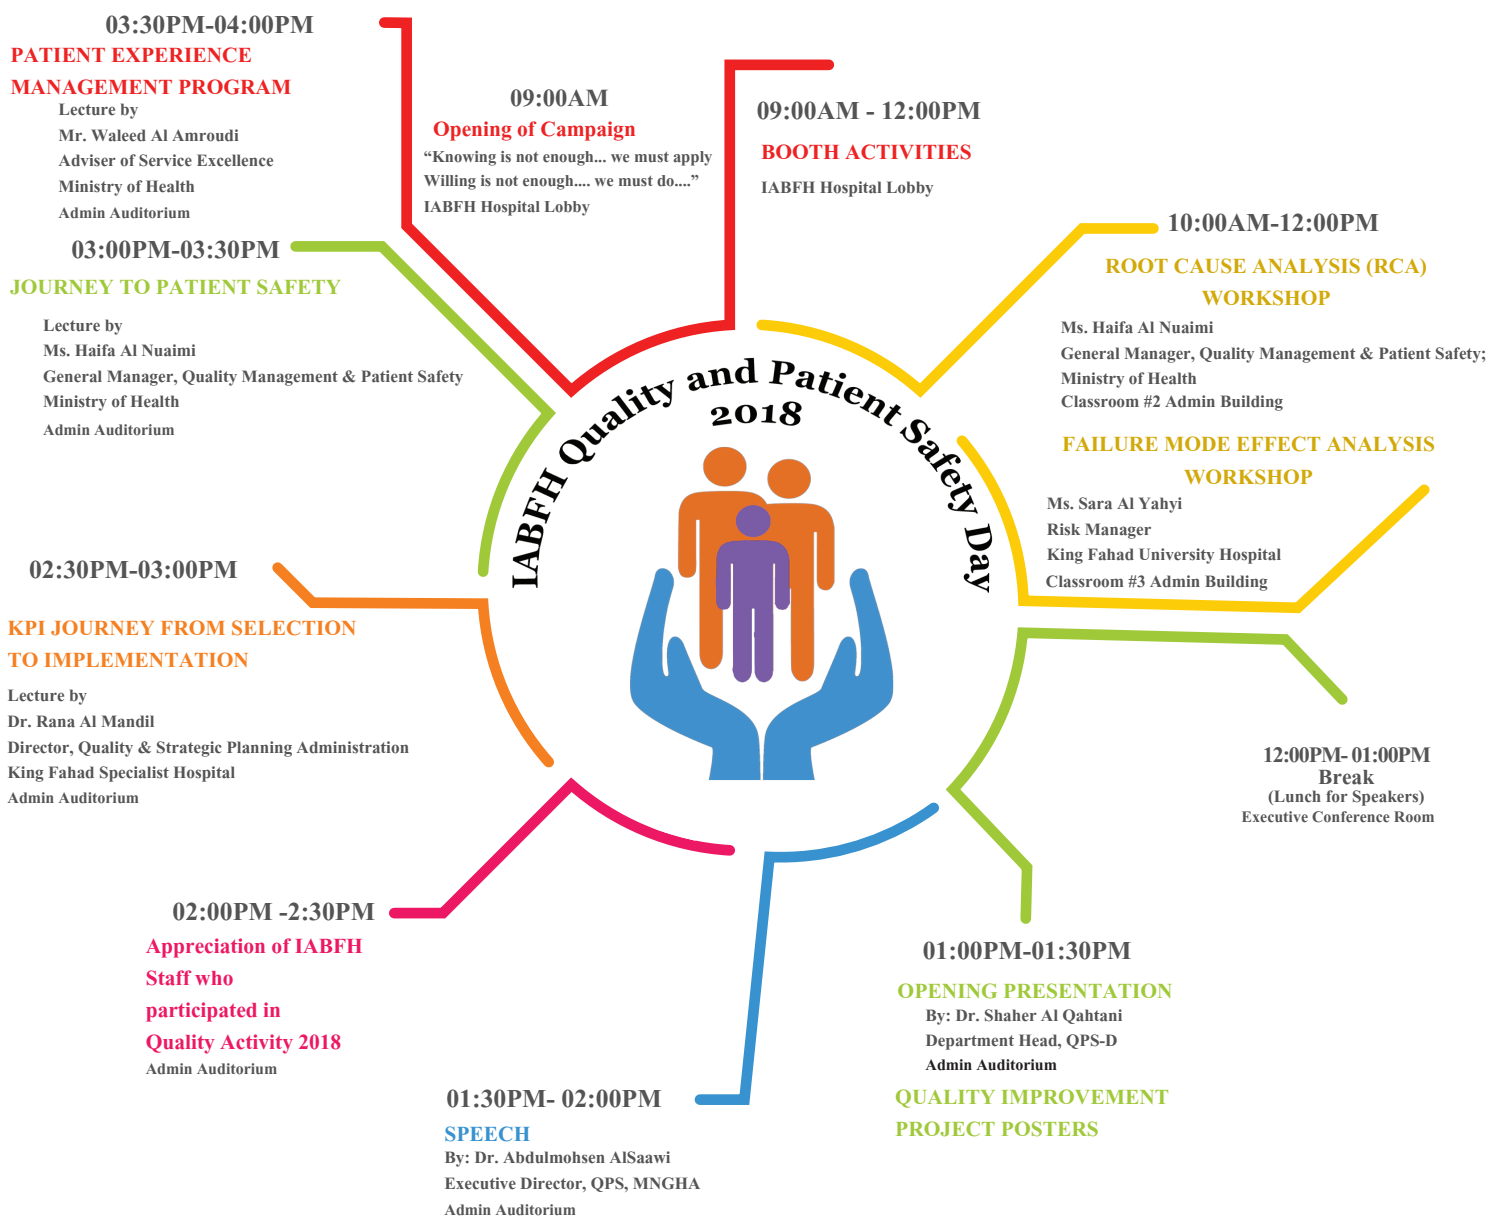 IABFH Quality and Patient Safety Day
2018
09:00AM
Opening of Campaign
“Knowing is not enough... we must apply
Willing is not enough.... we must do....”
IABFH Hospital Lobby
09:00AM - 12:00PM
BOOTH ACTIVITIES
IABFH Hospital Lobby
10:00AM-12:00PM
ROOT CAUSE ANALYSIS (RCA)
WORKSHOP
Ms. Haifa Al Nuaimi
General Manager, Quality Management & Patient Safety;
Ministry of Health
Classroom #2 Admin Building
FAILURE MODE EFFECT ANALYSIS
WORKSHOP
Ms. Sara Al Yahyi
Risk Manager
King Fahad University Hospital
Classroom #3 Admin Building
12:00PM- 01:00PM
Break
(Lunch for Speakers)
Executive Conference Room
01:00PM-01:30PM
OPENING PRESENTATION
By: Dr. Shaher Al Qahtani
Department Head, QPS-D
Admin Auditorium
QUALITY IMPROVEMENT
PROJECT POSTERS
01:30PM- 02:00PM
SPEECH
By: Dr. Abdulmohsen AlSaawi
Executive Director, QPS, MNGHA
Admin Auditorium
02:00PM -2:30PM
Appreciation of IABFH
Staff who
participated in
Quality Activity 2018
Admin Auditorium
02:30PM-03:00PM
KPI JOURNEY FROM SELECTION
TO IMPLEMENTATION
Lecture by
Dr. Rana Al Mandil
Director, Quality & Strategic Planning Administration
King Fahad Specialist Hospital
Admin Auditorium
03:00PM-03:30PM
JOURNEY TO PATIENT SAFETY
Lecture by
Ms. Haifa Al Nuaimi
General Manager, Quality Management & Patient Safety
Ministry of Health
Admin Auditorium
03:30PM-04:00PM
PATIENT EXPERIENCE
MANAGEMENT PROGRAM
Lecture by
Mr. Waleed Al Amroudi
Adviser of Service Excellence
Ministry of Health
Admin Auditorium